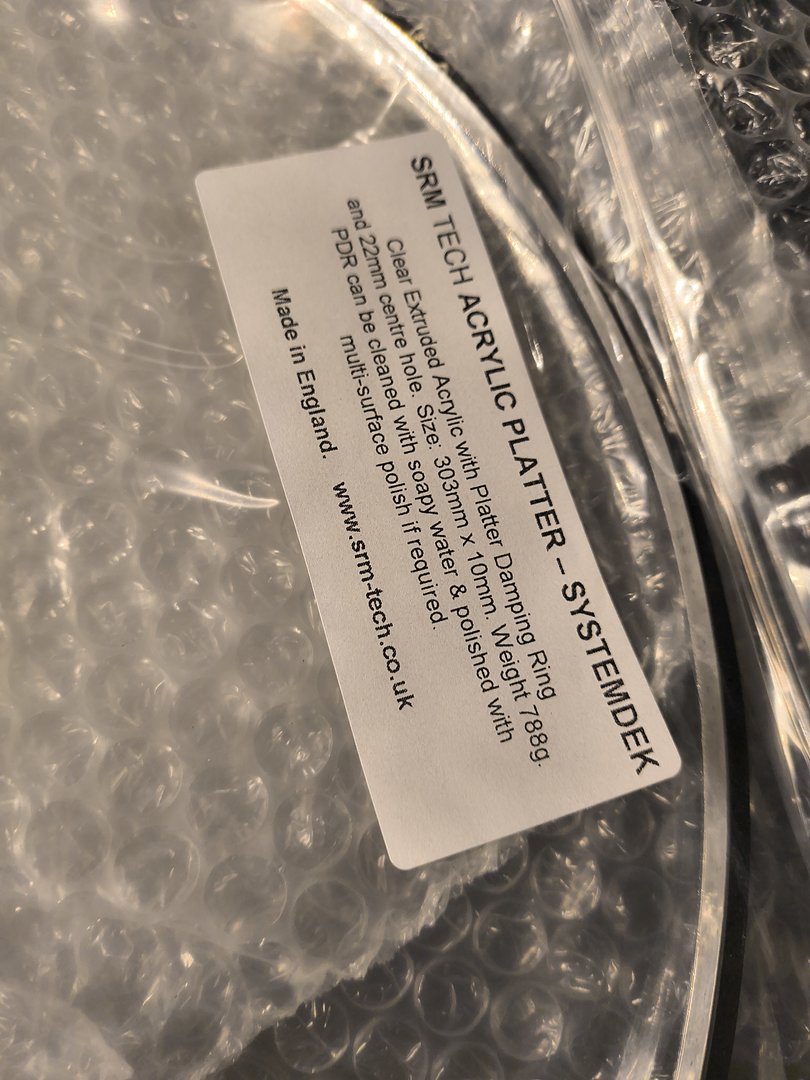 SRM TECH ACRYLIC PLATTER – SYSTEMDEK
Clear Extruded Acrylic with Platter Damping Ring
and 22mm centre hole. Size: 303mm x 10mm. Weight 788g.
PDR can be cleaned with soapy water & polished with
multi-surface polish if required.
Made in England. www.srm-tech.co.uk